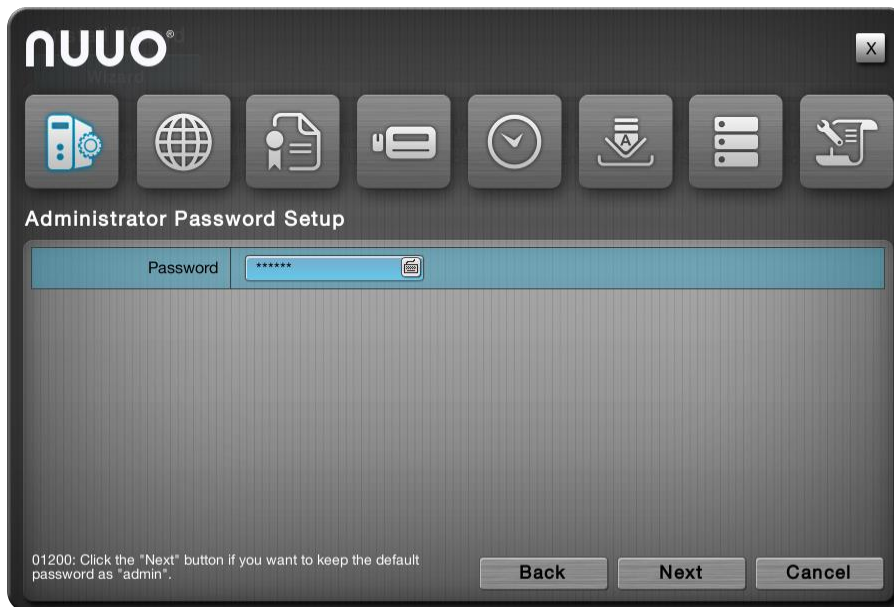 nuuo®
Wizard
X
A
Administrator Password Setup
Password ******
01200: Click the "Next" button if you want to keep the default
password as "admin".
Back Next Cancel